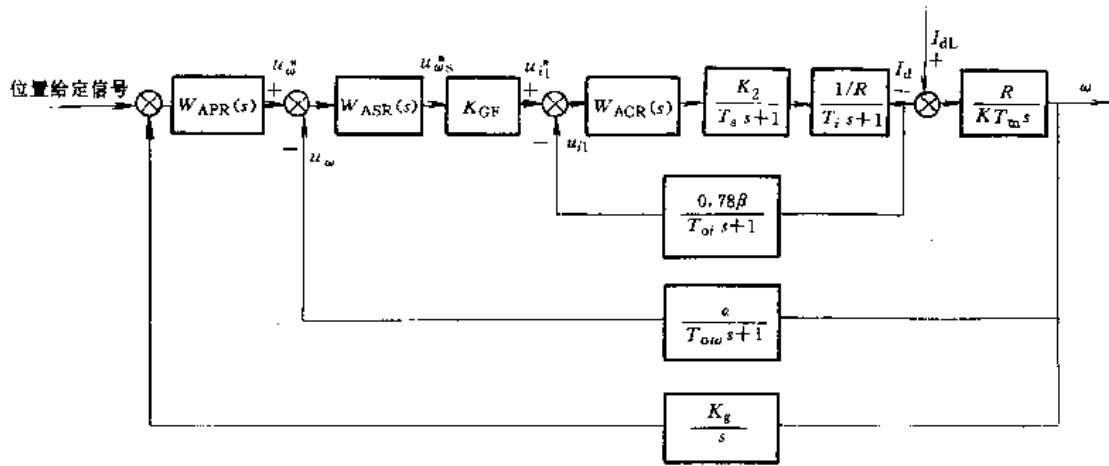 I_dL
+
位置给定信号
W_APR(s)
u_ω^*
+
W_ASR(s)
u_ωs^*
K_GF
u_i1^*
+
W_ACR(s)
K_2
T_s s+1
1/R
T_i s+1
I_d
−
R
KT_m s
ω
−
u_ω
−
u_i1
0.78β
T_oi s+1
α
T_oω s+1
K_g
s